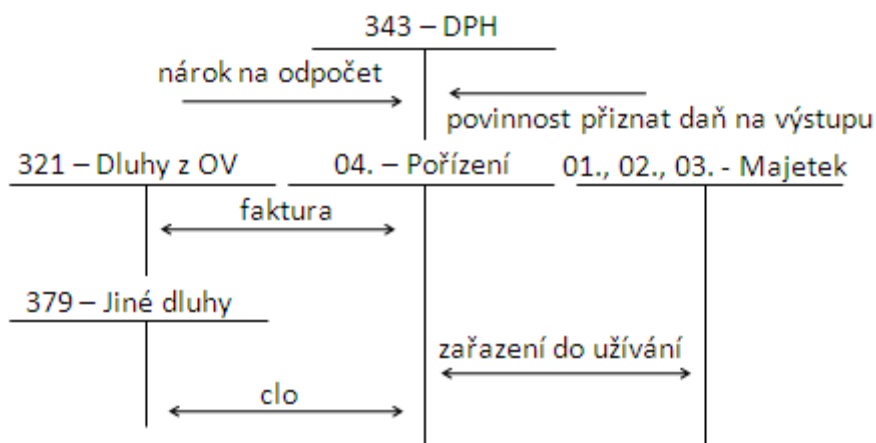 343 – DPH
nárok na odpočet
povinnost přiznat daň na výstupu
321 – Dluhy z OV
04. – Pořízení
01., 02., 03. - Majetek
faktura
379 – Jiné dluhy
zařazení do užívání
clo